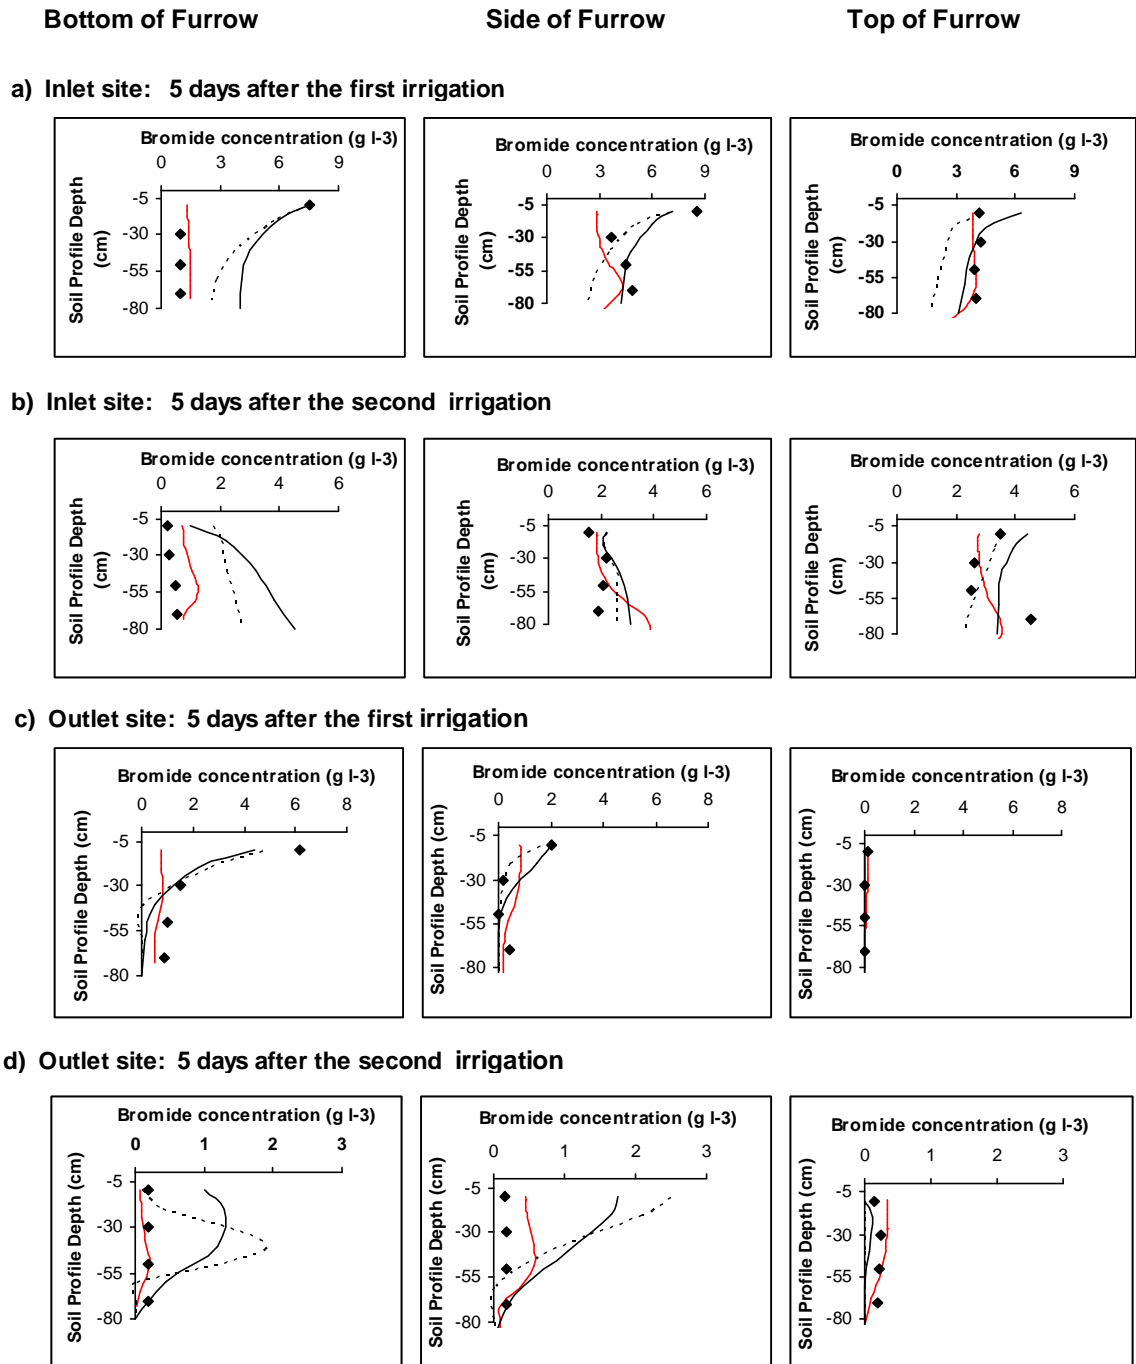 Bottom of Furrow Side of Furrow Top of Furrow
a) Inlet site: 5 days after the first irrigation
Bromide concentration (g l-3)
0 3 6 9
Soil Profile Depth
(cm)
-5
-30
-55
-80
Bromide concentration (g l-3)
0 3 6 9
Soil Profile Depth
(cm)
-5
-30
-55
-80
Bromide concentration (g l-3)
0 3 6 9
Soil Profile Depth
(cm)
-5
-30
-55
-80
b) Inlet site: 5 days after the second irrigation
Bromide concentration (g l-3)
0 2 4 6
Soil Profile Depth
(cm)
-5
-30
-55
-80
Bromide concentration (g l-3)
0 2 4 6
Soil Profile Depth
(cm)
-5
-30
-55
-80
Bromide concentration (g l-3)
0 2 4 6
Soil Profile Depth
(cm)
-5
-30
-55
-80
c) Outlet site: 5 days after the first irrigation
Bromide concentration (g l-3)
0 2 4 6 8
Soil Profile Depth (cm)
-5
-30
-55
-80
Bromide concentration (g l-3)
0 2 4 6 8
Soil Profile Depth (cm)
-5
-30
-55
-80
Bromide concentration (g l-3)
0 2 4 6 8
Soil Profile Depth (cm)
-5
-30
-55
-80
d) Outlet site: 5 days after the second irrigation
Bromide concentration (g l-3)
0 1 2 3
Soil Profile Depth (cm)
-5
-30
-55
-80
Bromide concentration (g l-3)
0 1 2 3
Soil Profile Depth (cm)
-5
-30
-55
-80
Bromide concentration (g l-3)
0 1 2 3
Soil Profile Depth (cm)
-5
-30
-55
-80